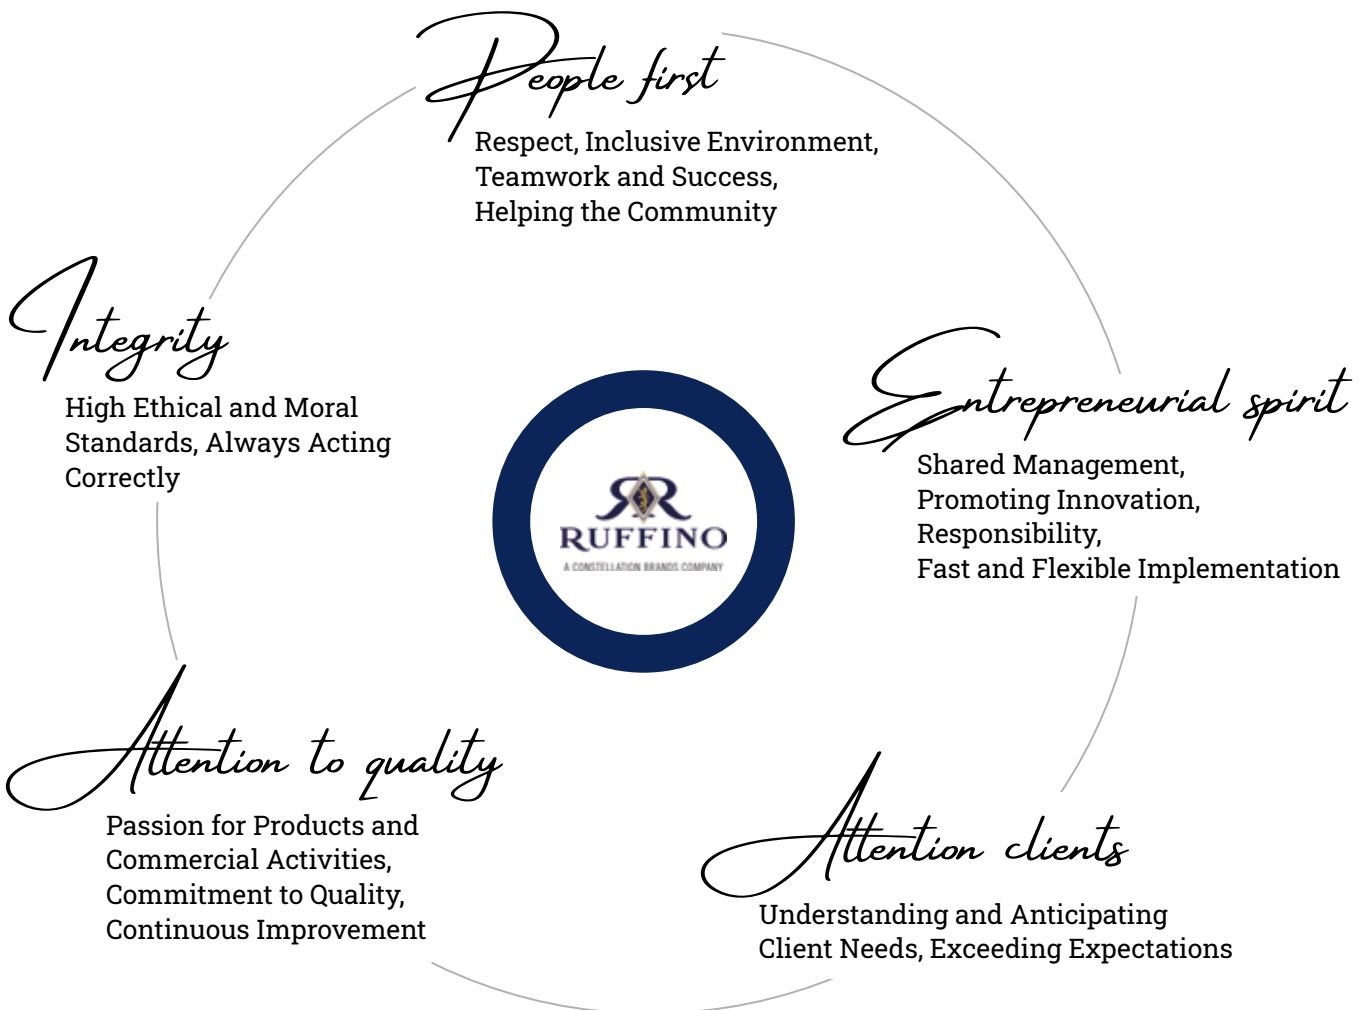 People first
Respect, Inclusive Environment,
Teamwork and Success,
Helping the Community
Integrity
High Ethical and Moral
Standards, Always Acting
Correctly
Entrepreneurial spirit
Shared Management,
Promoting Innovation,
Responsibility,
Fast and Flexible Implementation
RUFFINO
A CONSTELLATION BRANDS COMPANY
Attention to quality
Passion for Products and
Commercial Activities,
Commitment to Quality,
Continuous Improvement
Attention clients
Understanding and Anticipating
Client Needs, Exceeding Expectations